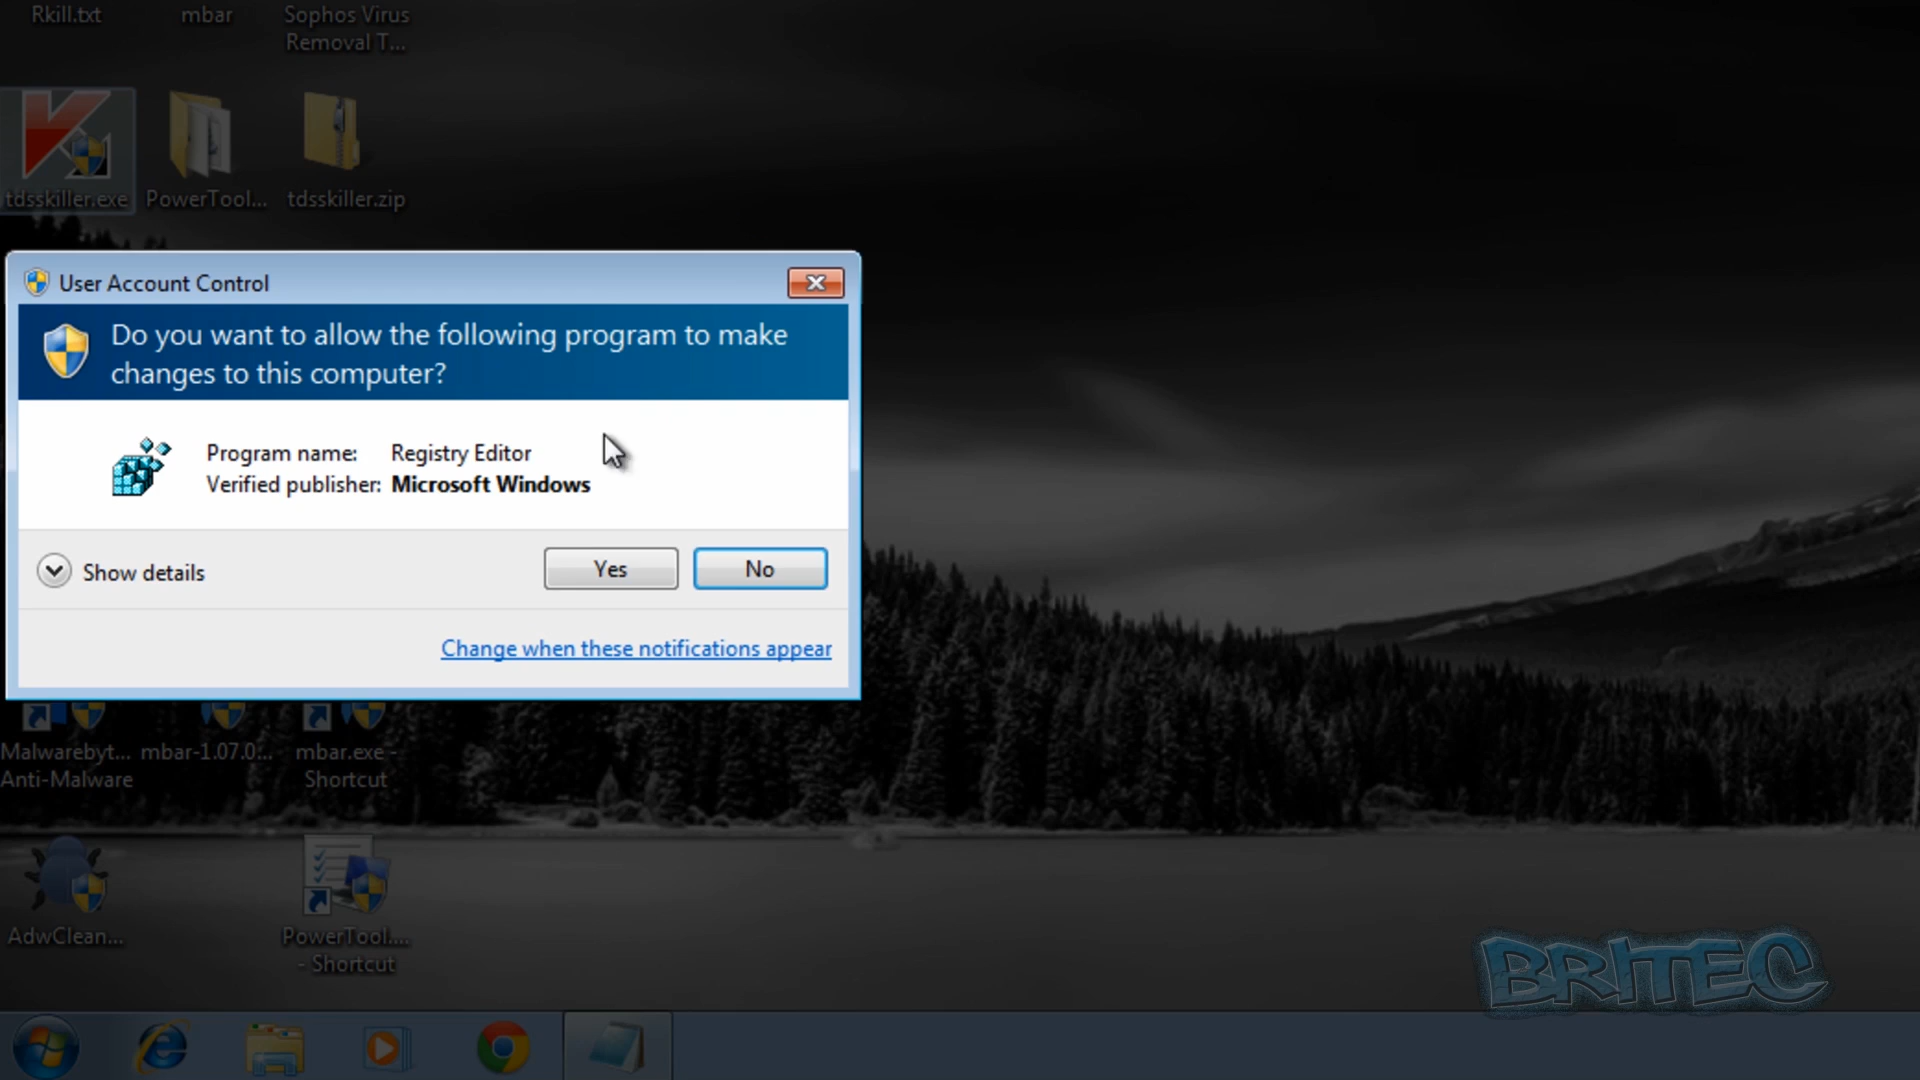 Rkill.txt
mbar
Sophos Virus
Removal T...
tdsskiller.exe
PowerTool...
tdsskiller.zip
User Account Control
Do you want to allow the following program to make
changes to this computer?
Program name: Registry Editor
Verified publisher: Microsoft Windows
Show details
Yes
No
Change when these notifications appear
Malwarebyt...
Anti-Malware
mbar-1.07.0...
mbar.exe -
Shortcut
AdwClean...
PowerTool....
- Shortcut
BRITEC